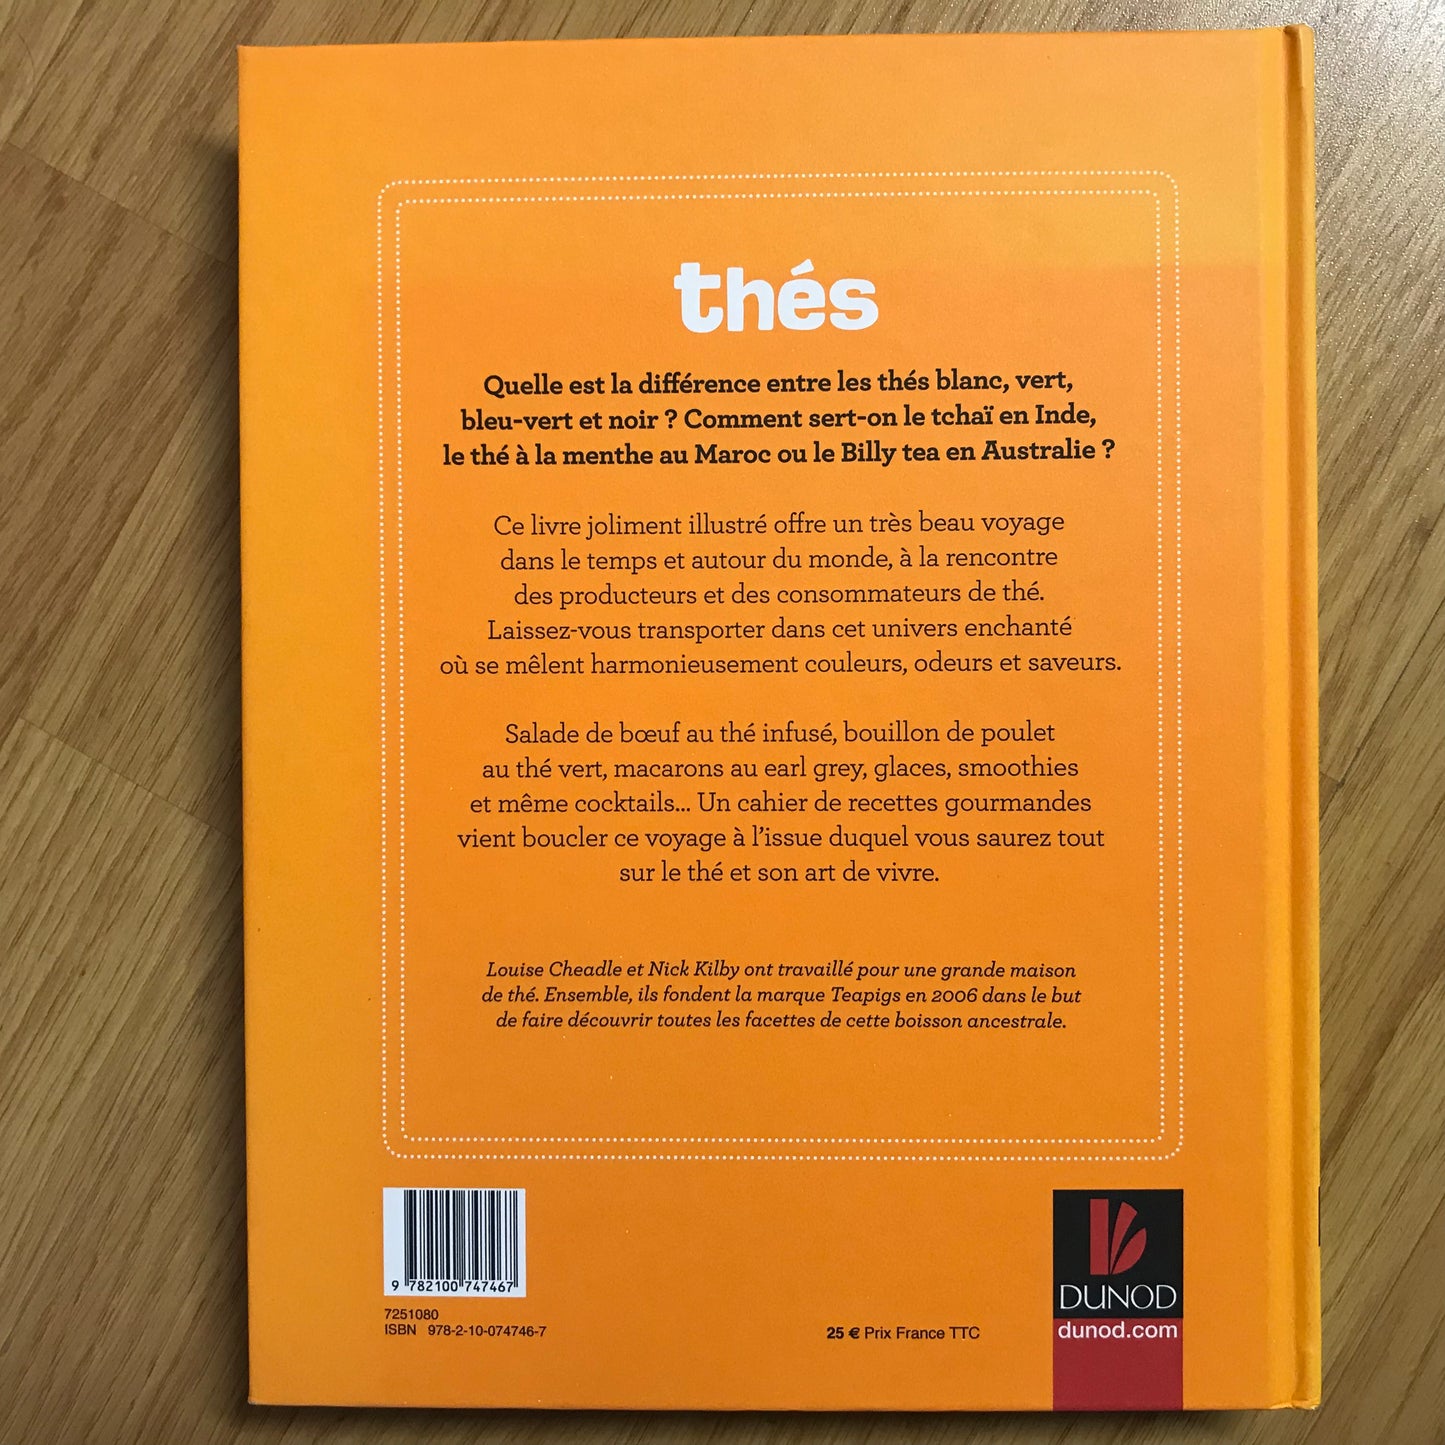 thés
Quelle est la différence entre les thés blanc, vert,
bleu-vert et noir ? Comment sert-on le tchaï en Inde,
le thé à la menthe au Maroc ou le Billy tea en Australie ?
Ce livre joliment illustré offre un très beau voyage
dans le temps et autour du monde, à la rencontre
des producteurs et des consommateurs de thé.
Laissez-vous transporter dans cet univers enchanté
où se mêlent harmonieusement couleurs, odeurs et saveurs.
Salade de bœuf au thé infusé, bouillon de poulet
au thé vert, macarons au earl grey, glaces, smoothies
et même cocktails... Un cahier de recettes gourmandes
vient boucler ce voyage à l'issue duquel vous saurez tout
sur le thé et son art de vivre.
Louise Cheadle et Nick Kilby ont travaillé pour une grande maison
de thé. Ensemble, ils fondent la marque Teapigs en 2006 dans le but
de faire découvrir toutes les facettes de cette boisson ancestrale.
9 782100 747467
7251080
ISBN 978-2-10-074746-7
25 € Prix France TTC
DUNOD
dunod.com